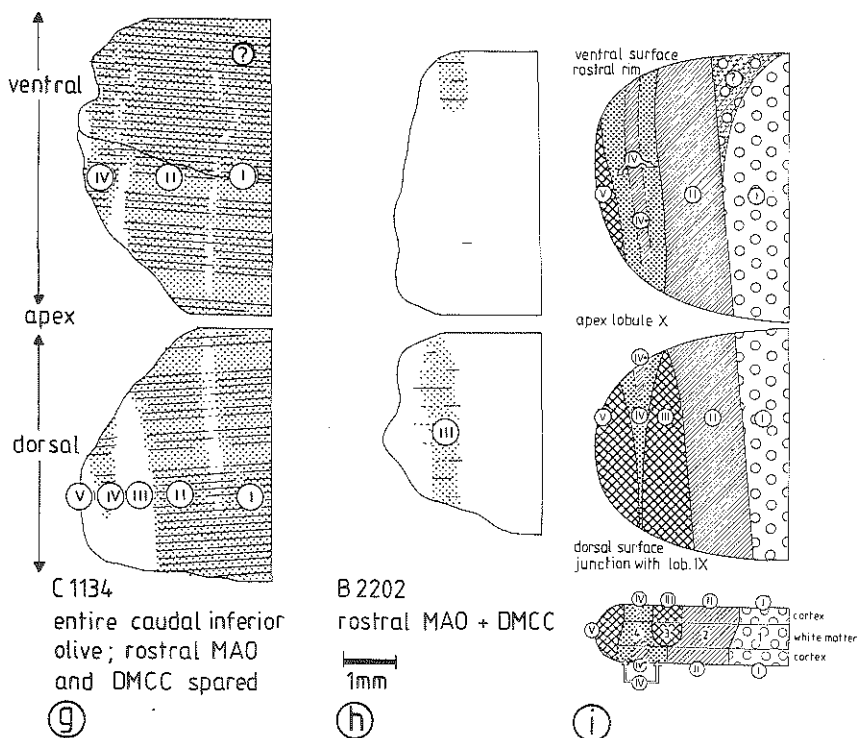 ventral
apex
dorsal
?
IV II I
V IV III II I
C 1134
entire caudal inferior
olive; rostral MAO
and DMCC spared
g
III
B 2202
rostral MAO + DMCC
1mm
h
ventral surface
rostral rim
?
IV
V II I
IV
apex lobule X
IV
V IV III II I
dorsal surface
junction with lob. IX
IV III II I
cortex
V 4 3 2 1 white matter
cortex
IV II I
IV
i